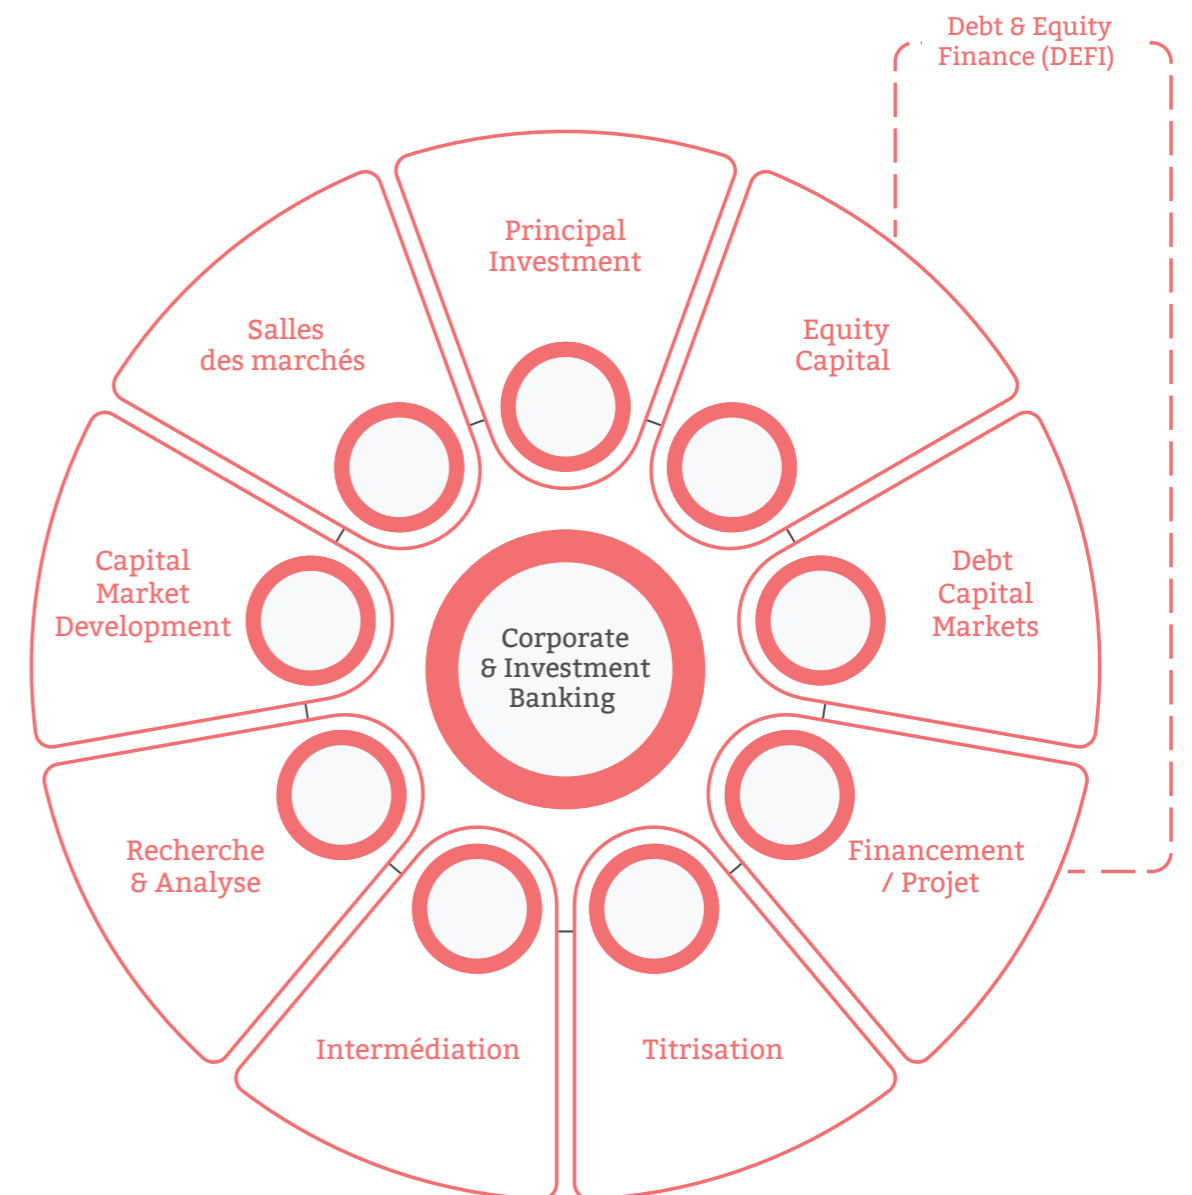 Debt & Equity
Finance (DEFI)
Principal
Investment
Equity
Capital
Debt
Capital
Markets
Financement
/ Projet
Titrisation
Intermédiation
Recherche
& Analyse
Capital
Market
Development
Salles
des marchés
Corporate
& Investment
Banking